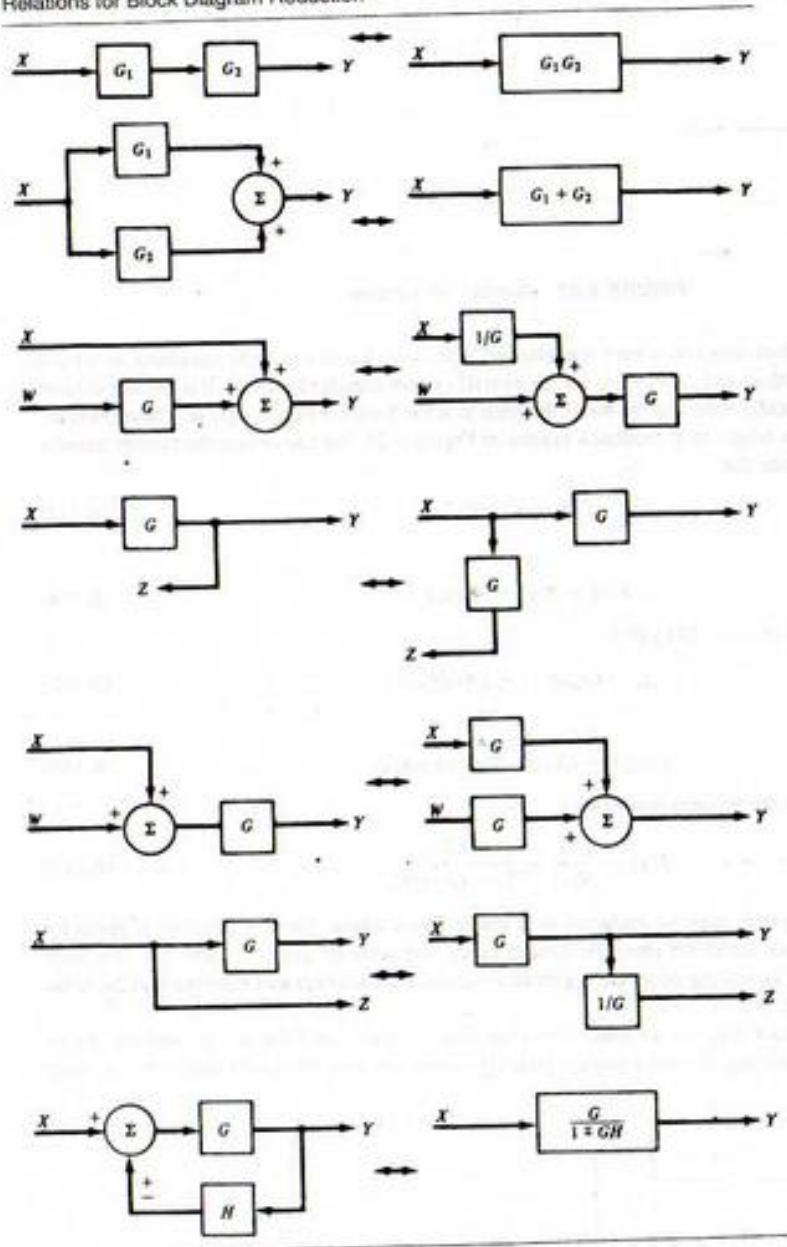 Relations for Block Diagram Reduction
X G₁ G₂ Y X G₁G₂ Y
X G₁ G₂ + + Σ Y X G₁ + G₂ Y
X W G + + Σ Y X 1/G W + + Σ G Y
X G Y Z X G Y G Z
X W + + Σ G Y X G W G + + Σ Y
X G Y Z X G Y 1/G Z
X + Σ G Y ± H X G / 1 ∓ GH Y